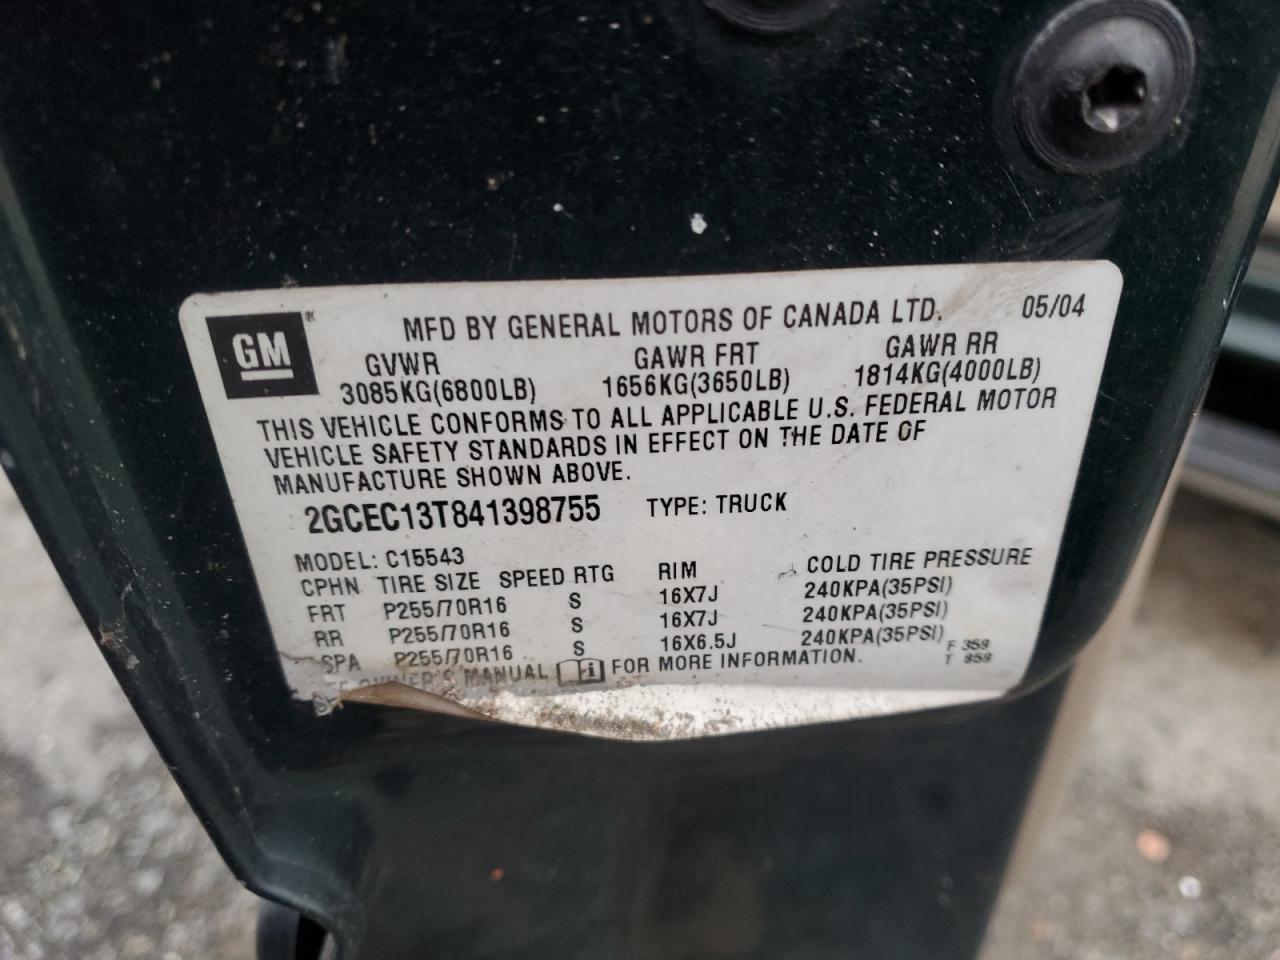 GM ®
MFD BY GENERAL MOTORS OF CANADA LTD. 05/04
GVWR GAWR FRT GAWR RR
3085KG(6800LB) 1656KG(3650LB) 1814KG(4000LB)
THIS VEHICLE CONFORMS TO ALL APPLICABLE U.S. FEDERAL MOTOR
VEHICLE SAFETY STANDARDS IN EFFECT ON THE DATE OF
MANUFACTURE SHOWN ABOVE.
2GCEC13T841398755 TYPE: TRUCK
MODEL: C15543
CPHN TIRE SIZE SPEED RTG RIM COLD TIRE PRESSURE
FRT P255/70R16 S 16X7J 240KPA(35PSI)
RR P255/70R16 S 16X7J 240KPA(35PSI)
SPA P255/70R16 S 16X6.5J 240KPA(35PSI)
OWNER'S MANUAL i FOR MORE INFORMATION.
F 359
T 859